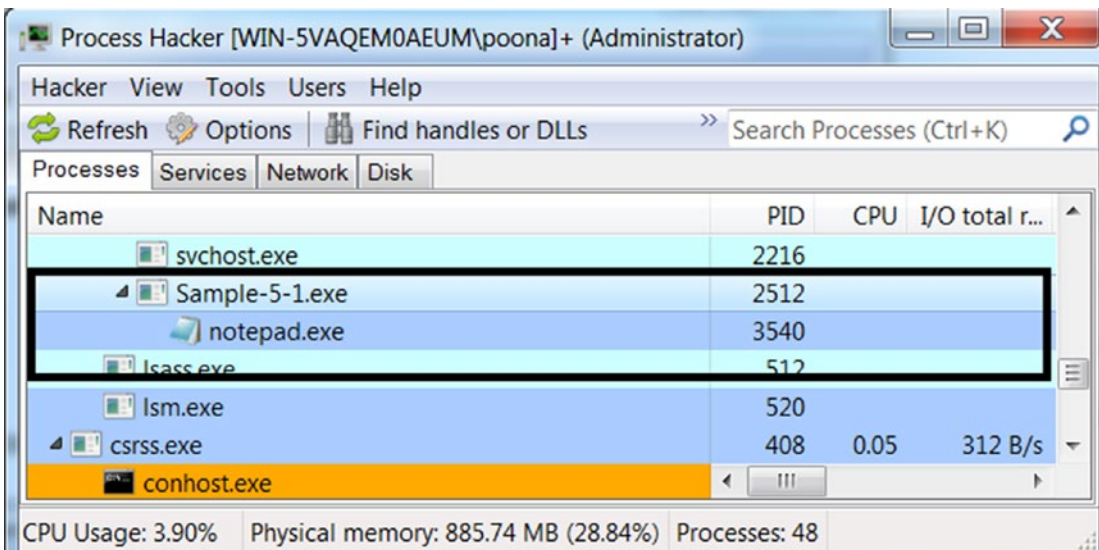 Process Hacker [WIN-5VAQEM0AEUM\poona]+ (Administrator)
Hacker View Tools Users Help
Refresh Options Find handles or DLLs » Search Processes (Ctrl+K)
Processes Services Network Disk
Name PID CPU I/O total r...
svchost.exe 2216
Sample-5-1.exe 2512
notepad.exe 3540
lsass.exe 512
lsm.exe 520
csrss.exe 408 0.05 312 B/s
conhost.exe
CPU Usage: 3.90% Physical memory: 885.74 MB (28.84%) Processes: 48